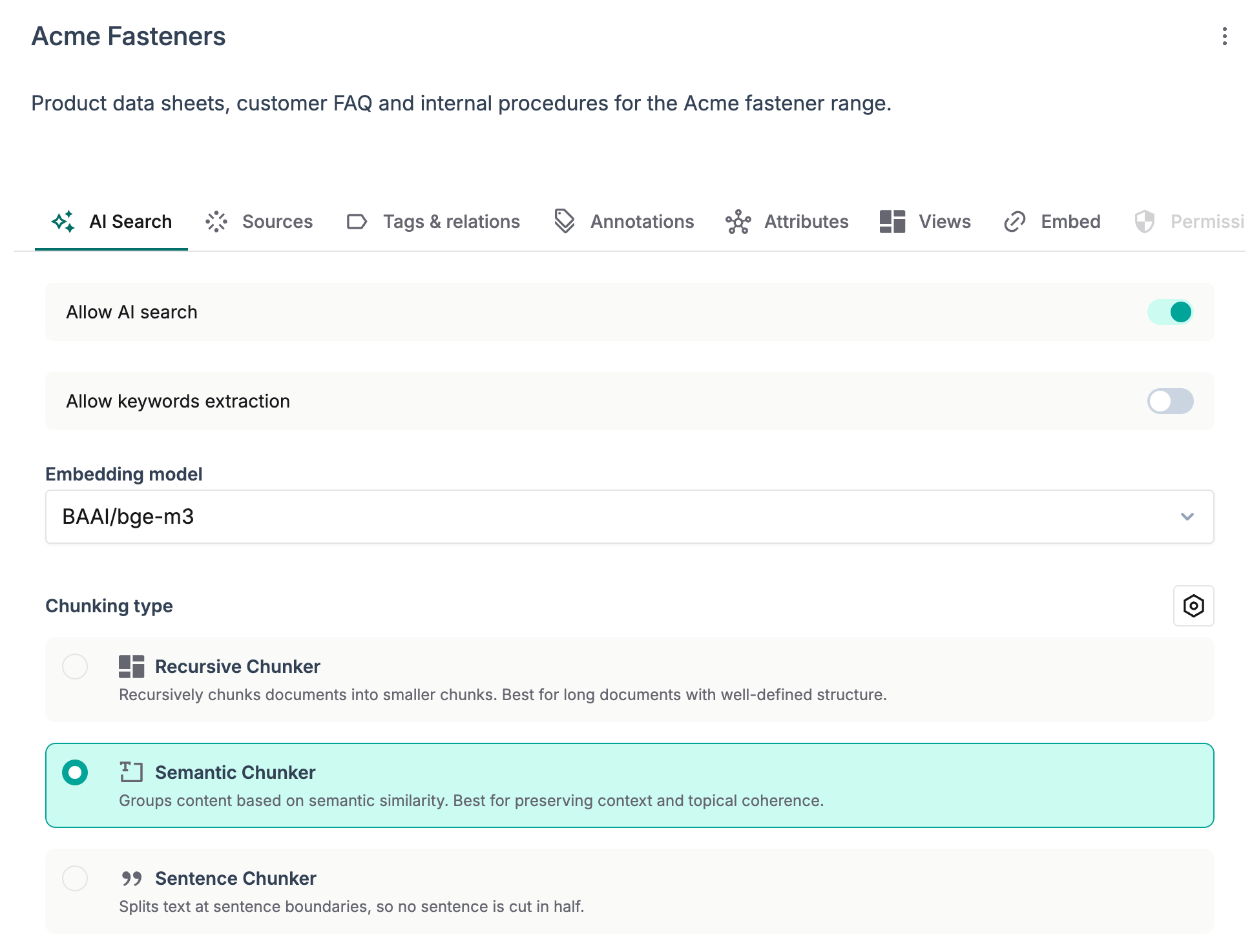 Acme Fasteners
Product data sheets, customer FAQ and internal procedures for the Acme fastener range.
AI Search Sources Tags & relations Annotations Attributes Views Embed Permissi
Allow AI search
Allow keywords extraction
Embedding model
BAAI/bge-m3
Chunking type
Recursive Chunker
Recursively chunks documents into smaller chunks. Best for long documents with well-defined structure.
Semantic Chunker
Groups content based on semantic similarity. Best for preserving context and topical coherence.
Sentence Chunker
Splits text at sentence boundaries, so no sentence is cut in half.